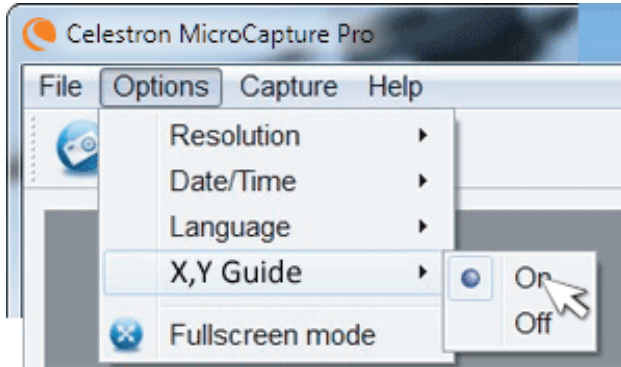 Celestron MicroCapture Pro
File Options Capture Help
Resolution
Date/Time
Language
X,Y Guide
On
Off
Fullscreen mode